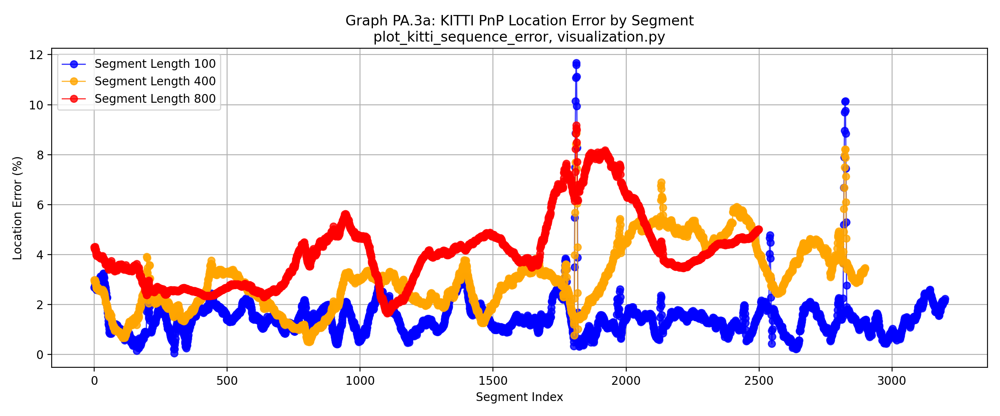 Graph PA.3a: KITTI PnP Location Error by Segment
plot_kitti_sequence_error, visualization.py
Segment Length 100
Segment Length 400
Segment Length 800
Location Error (%)
12
10
8
6
4
2
0
0 500 1000 1500 2000 2500 3000
Segment Index